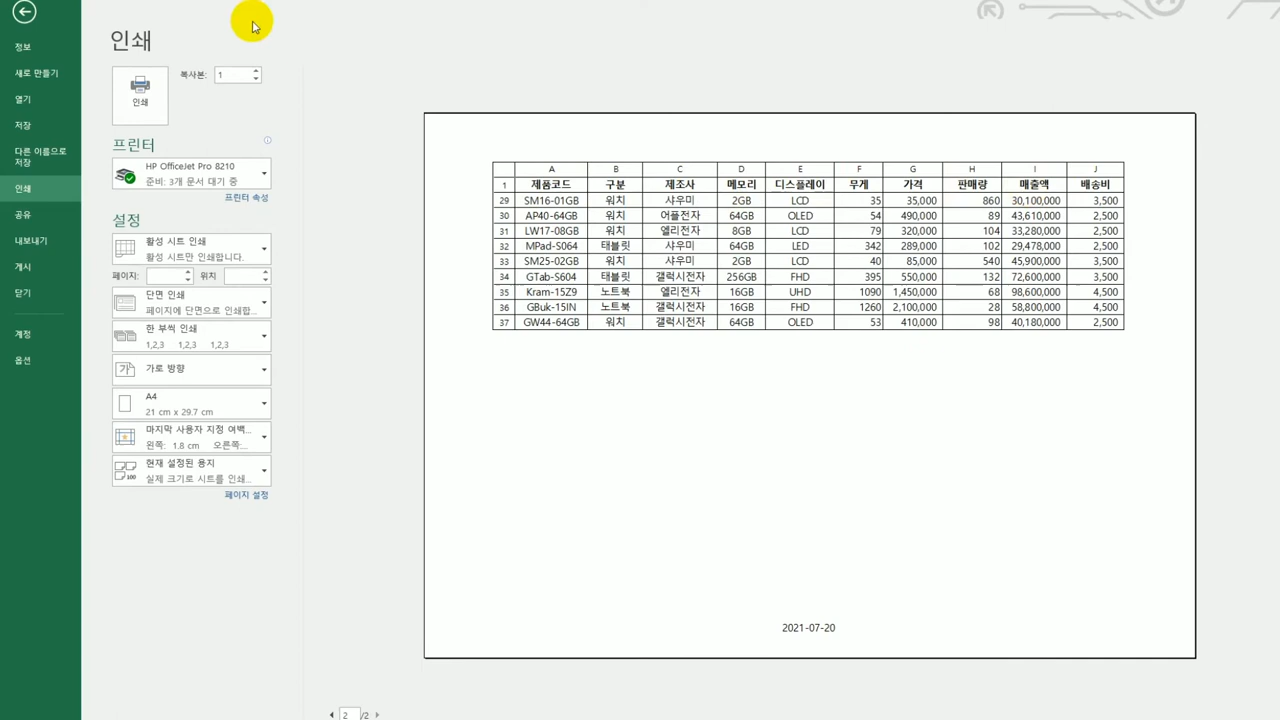 정보
새로 만들기
열기
저장
다른 이름으로
저장
인쇄
공유
내보내기
게시
닫기
계정
옵션
인쇄
인쇄
복사본: 1
프린터
HP OfficeJet Pro 8210
준비: 3개 문서 대기 중
프린터 속성
설정
활성 시트 인쇄
활성 시트만 인쇄합니다.
페이지: 위치
단면 인쇄
페이지에 단면으로 인쇄합...
한 부씩 인쇄
1,2,3 1,2,3 1,2,3
가로 방향
A4
21 cm x 29.7 cm
마지막 사용자 지정 여백...
왼쪽: 1.8 cm 오른쪽:...
현재 설정된 용지
실제 크기로 시트를 인쇄...
페이지 설정
A B C D E F G H I J
1 제품코드 구분 제조사 메모리 디스플레이 무게 가격 판매량 매출액 배송비
29 SM16-01GB 워치 샤우미 2GB LCD 35 35,000 860 30,100,000 3,500
30 AP40-64GB 워치 어플전자 64GB OLED 54 490,000 89 43,610,000 2,500
31 LW17-08GB 워치 엘리전자 8GB LCD 79 320,000 104 33,280,000 2,500
32 MPad-S064 태블릿 샤우미 64GB LED 342 289,000 102 29,478,000 2,500
33 SM25-02GB 워치 샤우미 2GB LCD 40 85,000 540 45,900,000 3,500
34 GTab-S604 태블릿 갤럭시전자 256GB FHD 395 550,000 132 72,600,000 3,500
35 Kram-15Z9 노트북 엘리전자 16GB UHD 1090 1,450,000 68 98,600,000 4,500
36 GBuk-15IN 노트북 갤럭시전자 16GB FHD 1260 2,100,000 28 58,800,000 4,500
37 GW44-64GB 워치 갤럭시전자 64GB OLED 53 410,000 98 40,180,000 2,500
2021-07-20
2 /2